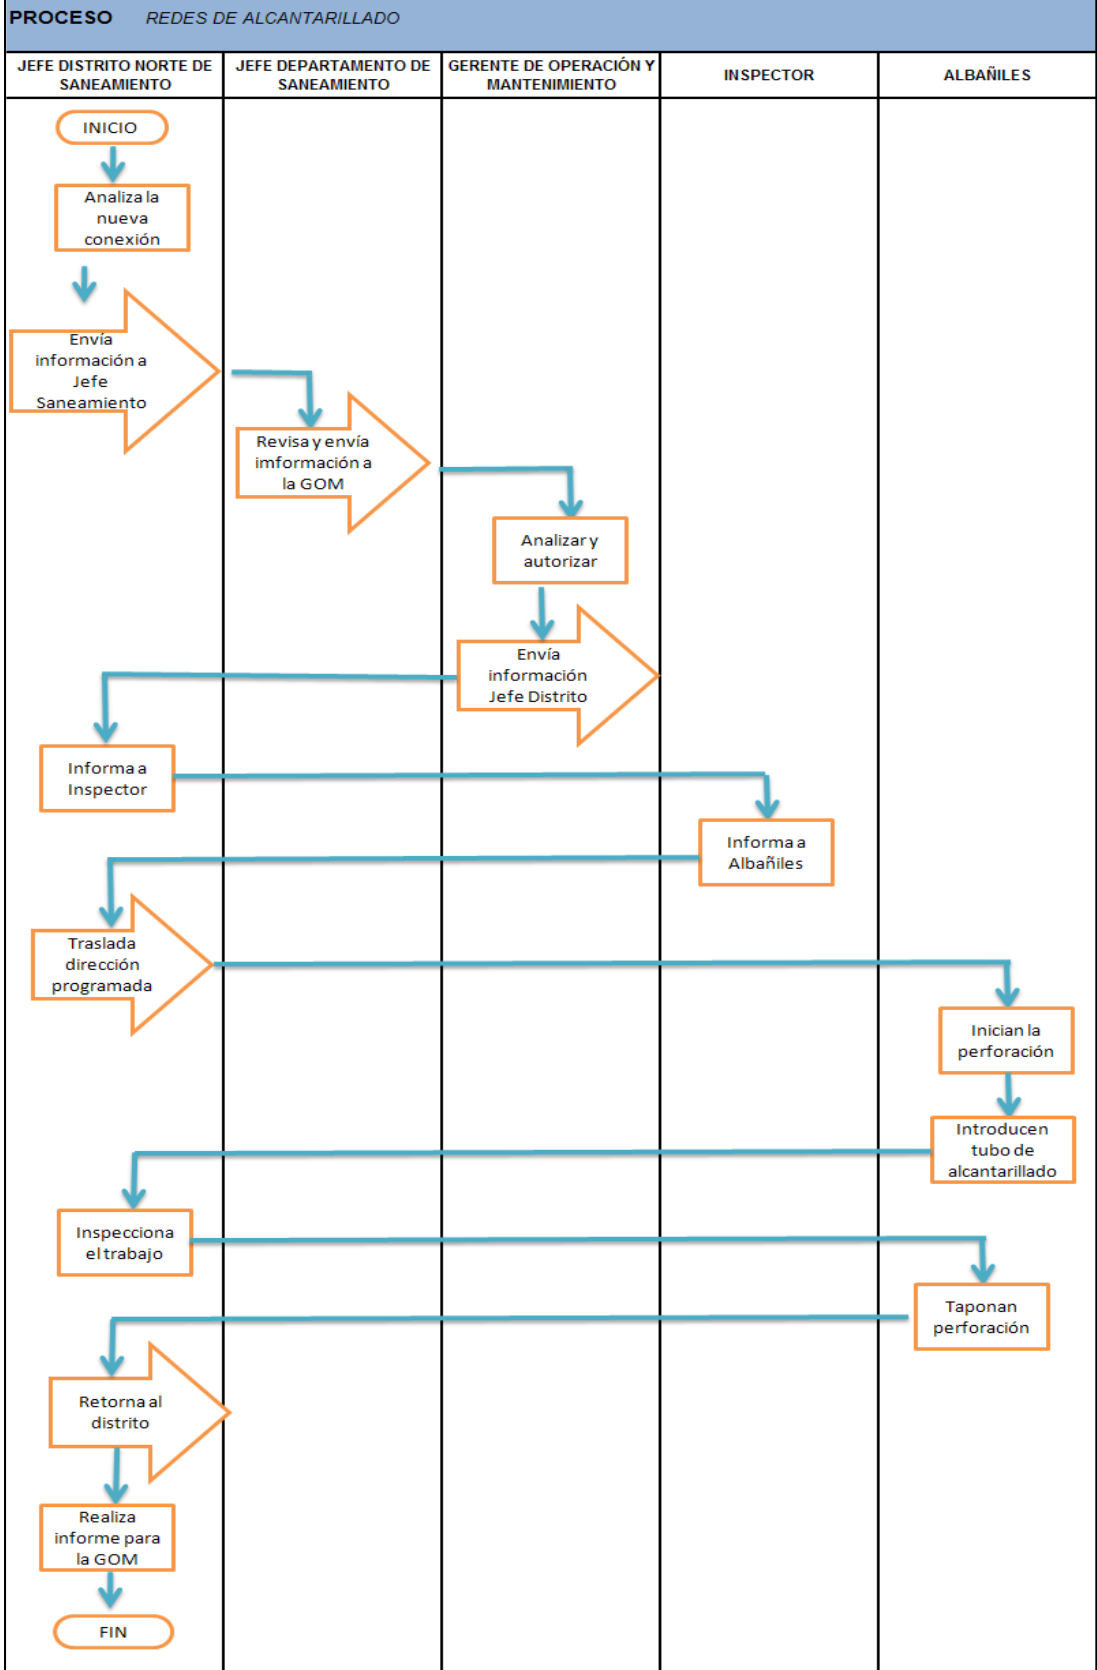 PROCESO REDES DE ALCANTARILLADO
JEFE DISTRITO NORTE DE
SANEAMIENTO
JEFE DEPARTAMENTO DE
SANEAMIENTO
GERENTE DE OPERACIÓN Y
MANTENIMIENTO
INSPECTOR
ALBAÑILES
INICIO
Analiza la
nueva
conexión
Envía
información a
Jefe
Saneamiento
Revisa y envía
imformación a
la GOM
Analizar y
autorizar
Envía
información
Jefe Distrito
Informa a
Inspector
Informa a
Albañiles
Traslada
dirección
programada
Inician la
perforación
Introducen
tubo de
alcantarillado
Inspecciona
el trabajo
Taponan
perforación
Retorna al
distrito
Realiza
informe para
la GOM
FIN